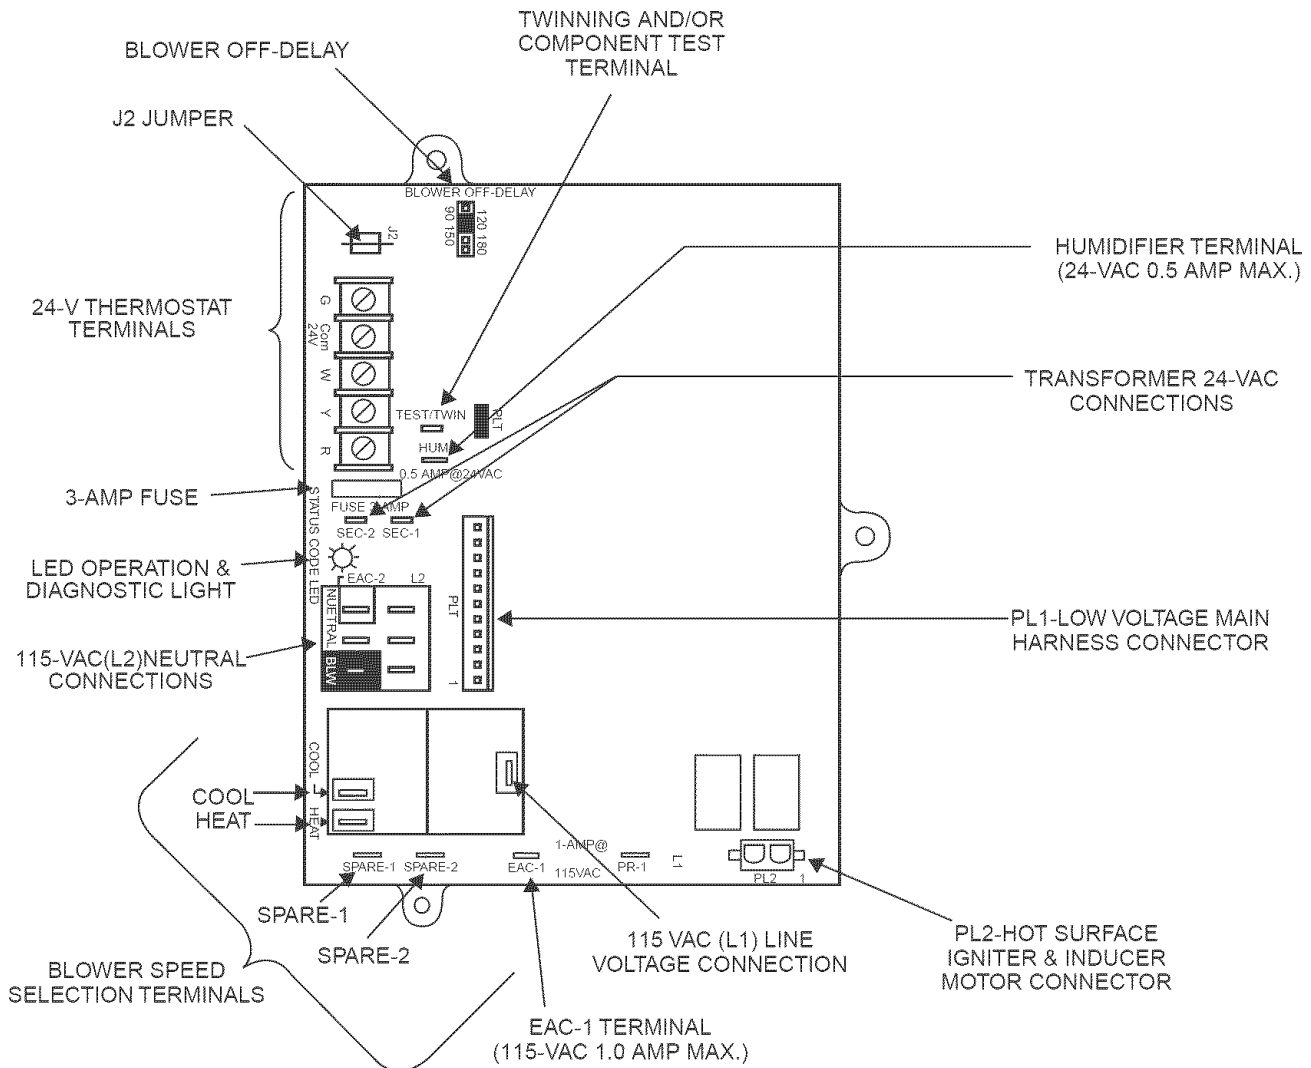 TWINNING AND/OR
COMPONENT TEST
TERMINAL
BLOWER OFF-DELAY
J2 JUMPER
BLOWER OFF-DELAY
90 150
120 180
J2
HUMIDIFIER TERMINAL
(24-VAC 0.5 AMP MAX.)
24-V THERMOSTAT
TERMINALS
G
Com
24V
W
Y
R
TRANSFORMER 24-VAC
CONNECTIONS
TEST/TWIN
PLT
HUM
0.5 AMP@24VAC
3-AMP FUSE
FUSE 3-AMP
STATUS CODE LED
SEC-2 SEC-1
LED OPERATION &
DIAGNOSTIC LIGHT
EAC-2 L2
NUETRAL
BLW
PLT
1
PL1-LOW VOLTAGE MAIN
HARNESS CONNECTOR
115-VAC(L2)NEUTRAL
CONNECTIONS
COOL
HEAT
COOL
HEAT
1-AMP@
115VAC
SPARE-1 SPARE-2 EAC-1 PR-1 L1
PL2 1
SPARE-1
SPARE-2
115 VAC (L1) LINE
VOLTAGE CONNECTION
PL2-HOT SURFACE
IGNITER & INDUCER
MOTOR CONNECTOR
BLOWER SPEED
SELECTION TERMINALS
EAC-1 TERMINAL
(115-VAC 1.0 AMP MAX.)